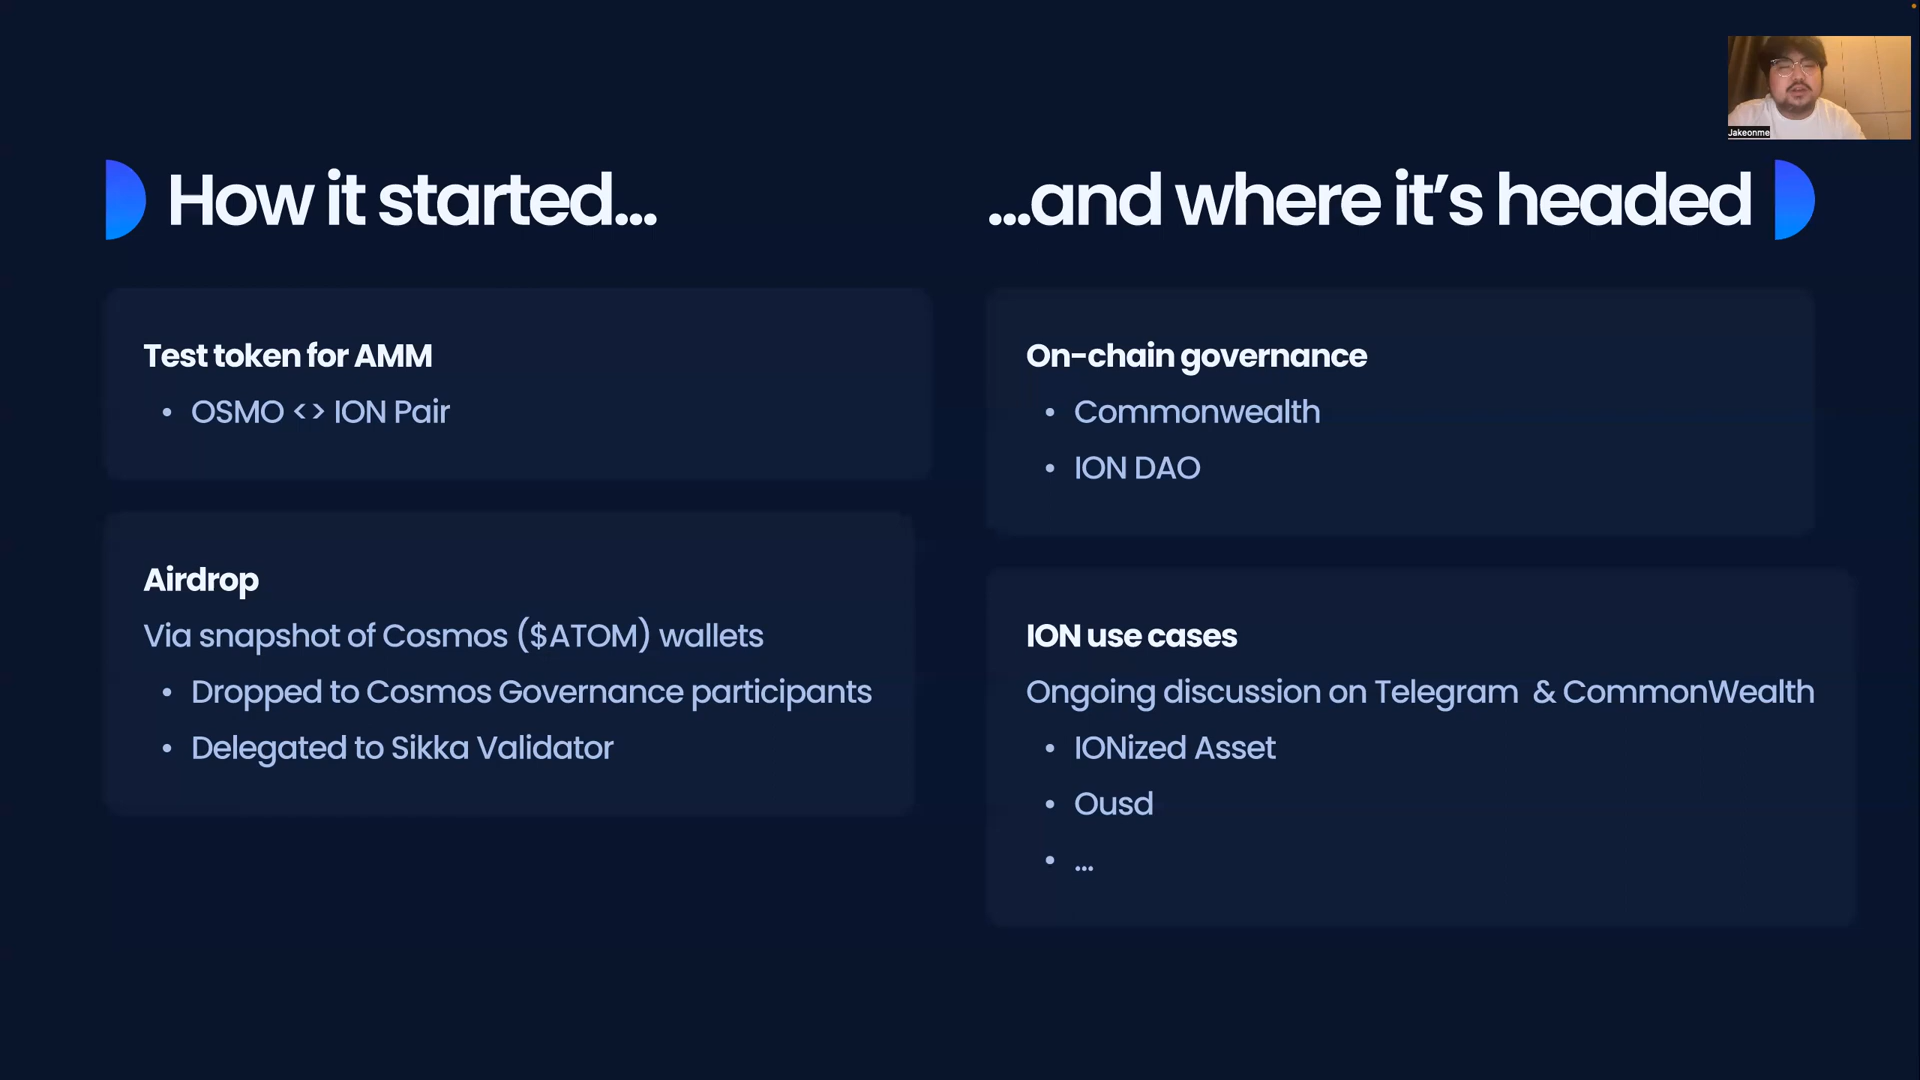 Jakeonme
How it started...
Test token for AMM
• OSMO <> ION Pair
Airdrop
Via snapshot of Cosmos ($ATOM) wallets
• Dropped to Cosmos Governance participants
• Delegated to Sikka Validator
...and where it’s headed
On-chain governance
• Commonwealth
• ION DAO
ION use cases
Ongoing discussion on Telegram & CommonWealth
• IONized Asset
• Ousd
• ...